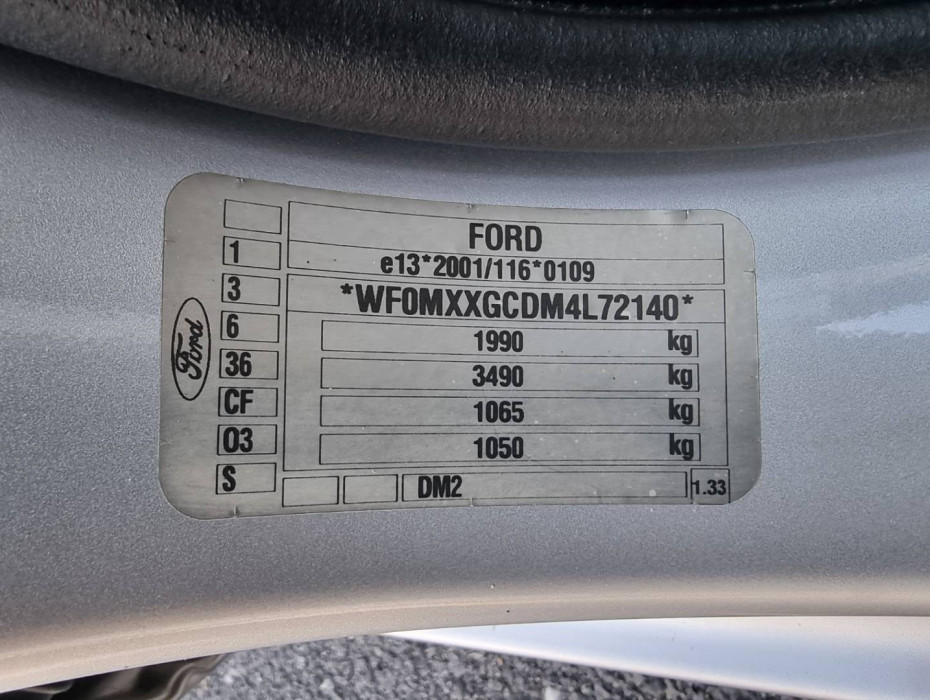 Ford
1
3
6
36
CF
03
S
FORD
e13*2001/116*0109
*WF0MXXGCDM4L72140*
1990 kg
3490 kg
1065 kg
1050 kg
DM2
1.33